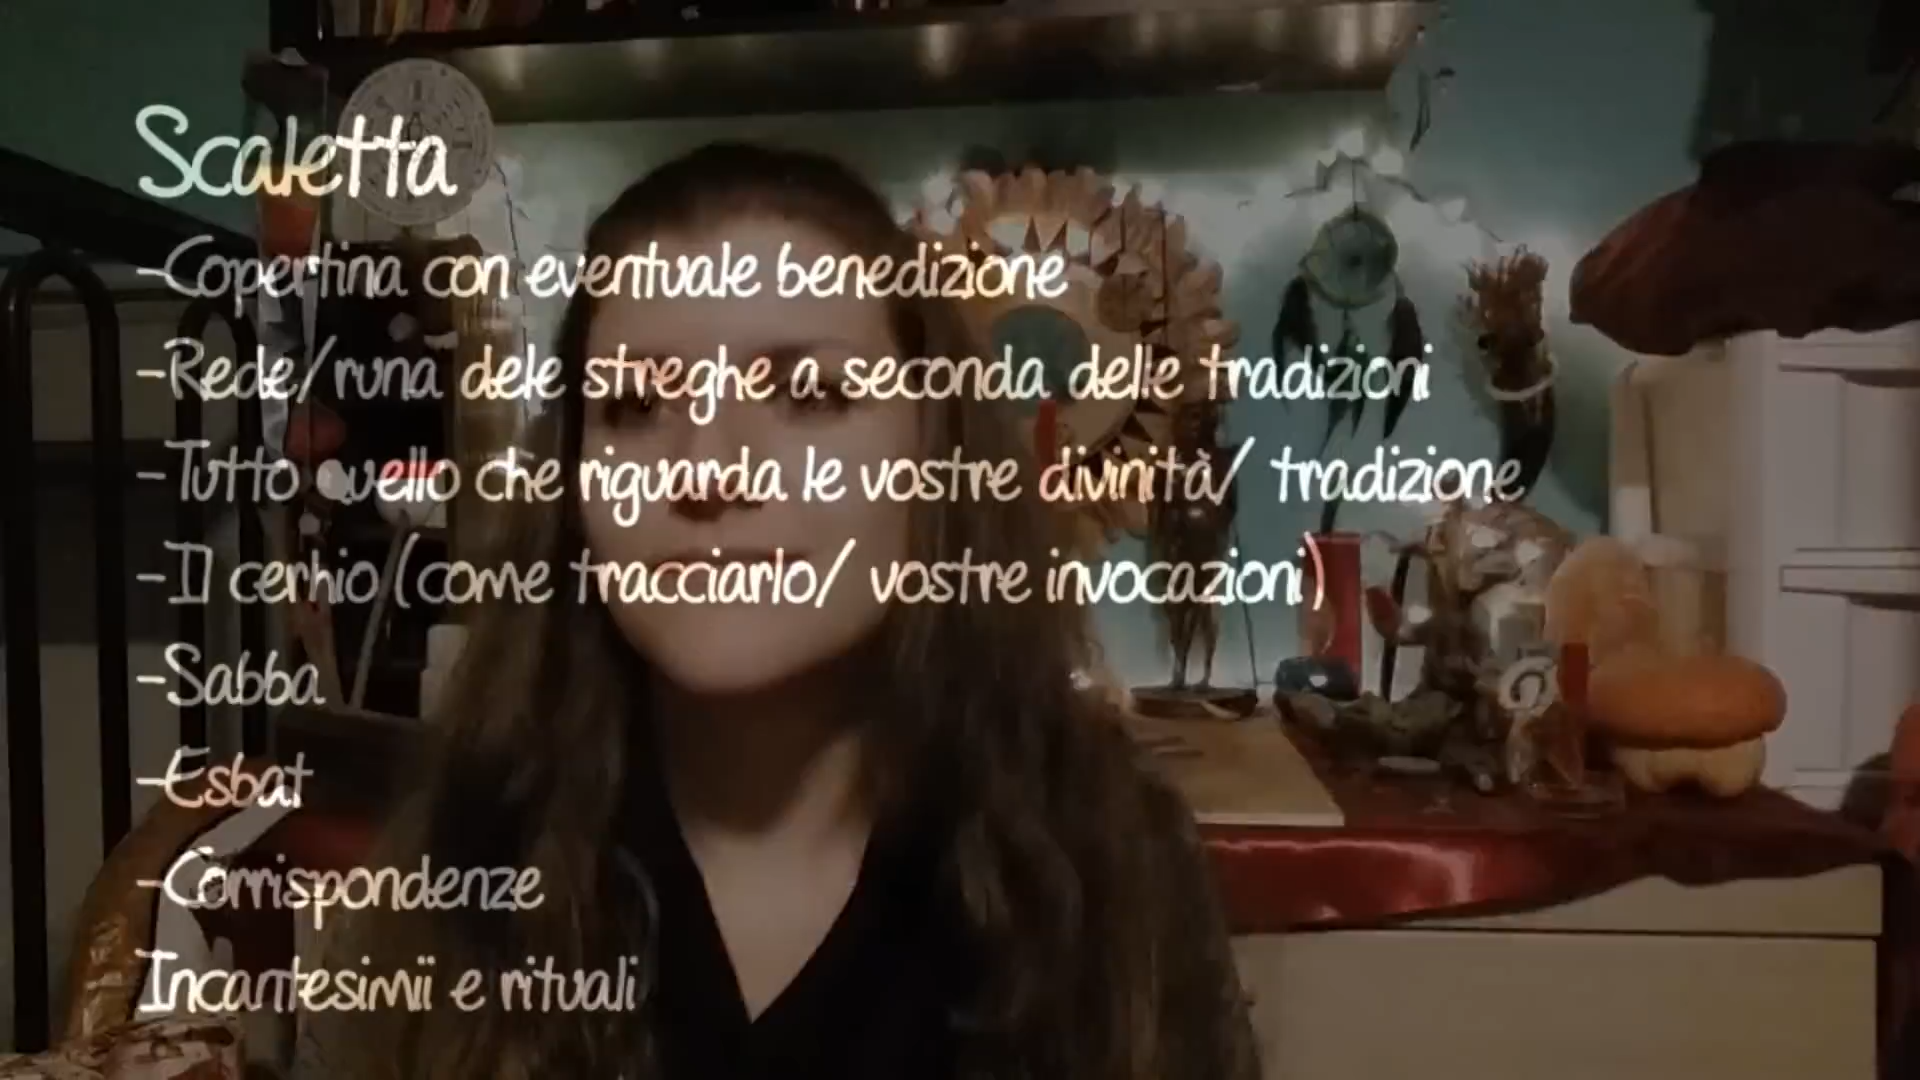 Scaletta
-Copertina con eventuale benedizione
-Rede/runa dele streghe a seconda delle tradizioni
-Tutto quello che riguarda le vostre divinità/ tradizione
-Il cerhio(come tracciarlo/ vostre invocazioni)
-Sabba
-Esbat
-Corrispondenze
Incantesimii e rituali